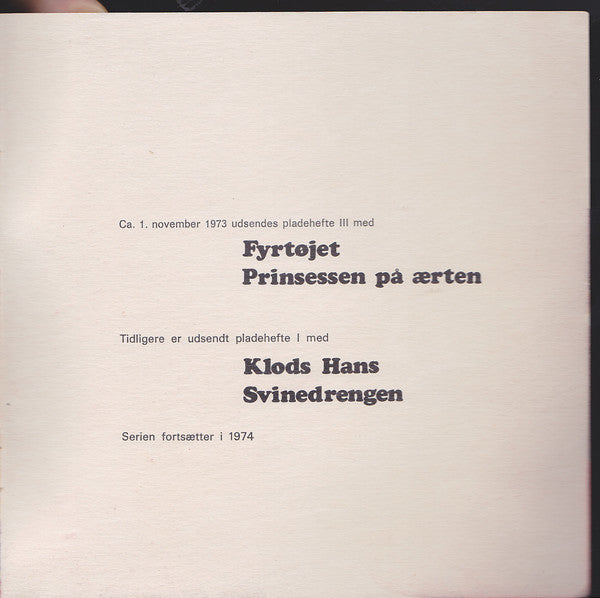 Ca. 1. november 1973 udsendes pladehefte III med
Fyrtøjet
Prinsessen på ærten
Tidligere er udsendt pladehefte I med
Klods Hans
Svinedrengen
Serien fortsætter i 1974